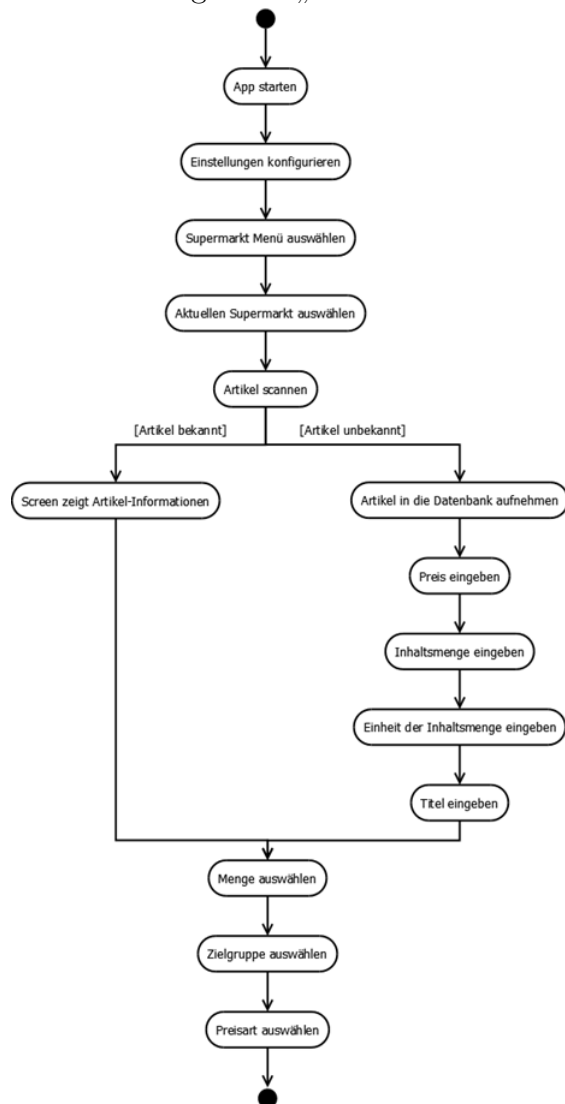 App starten
Einstellungen konfigurieren
Supermarkt Menü auswählen
Aktuellen Supermarkt auswählen
Artikel scannen
[Artikel bekannt]
[Artikel unbekannt]
Screen zeigt Artikel-Informationen
Artikel in die Datenbank aufnehmen
Preis eingeben
Inhaltsmenge eingeben
Einheit der Inhaltsmenge eingeben
Titel eingeben
Menge auswählen
Zielgruppe auswählen
Preisart auswählen